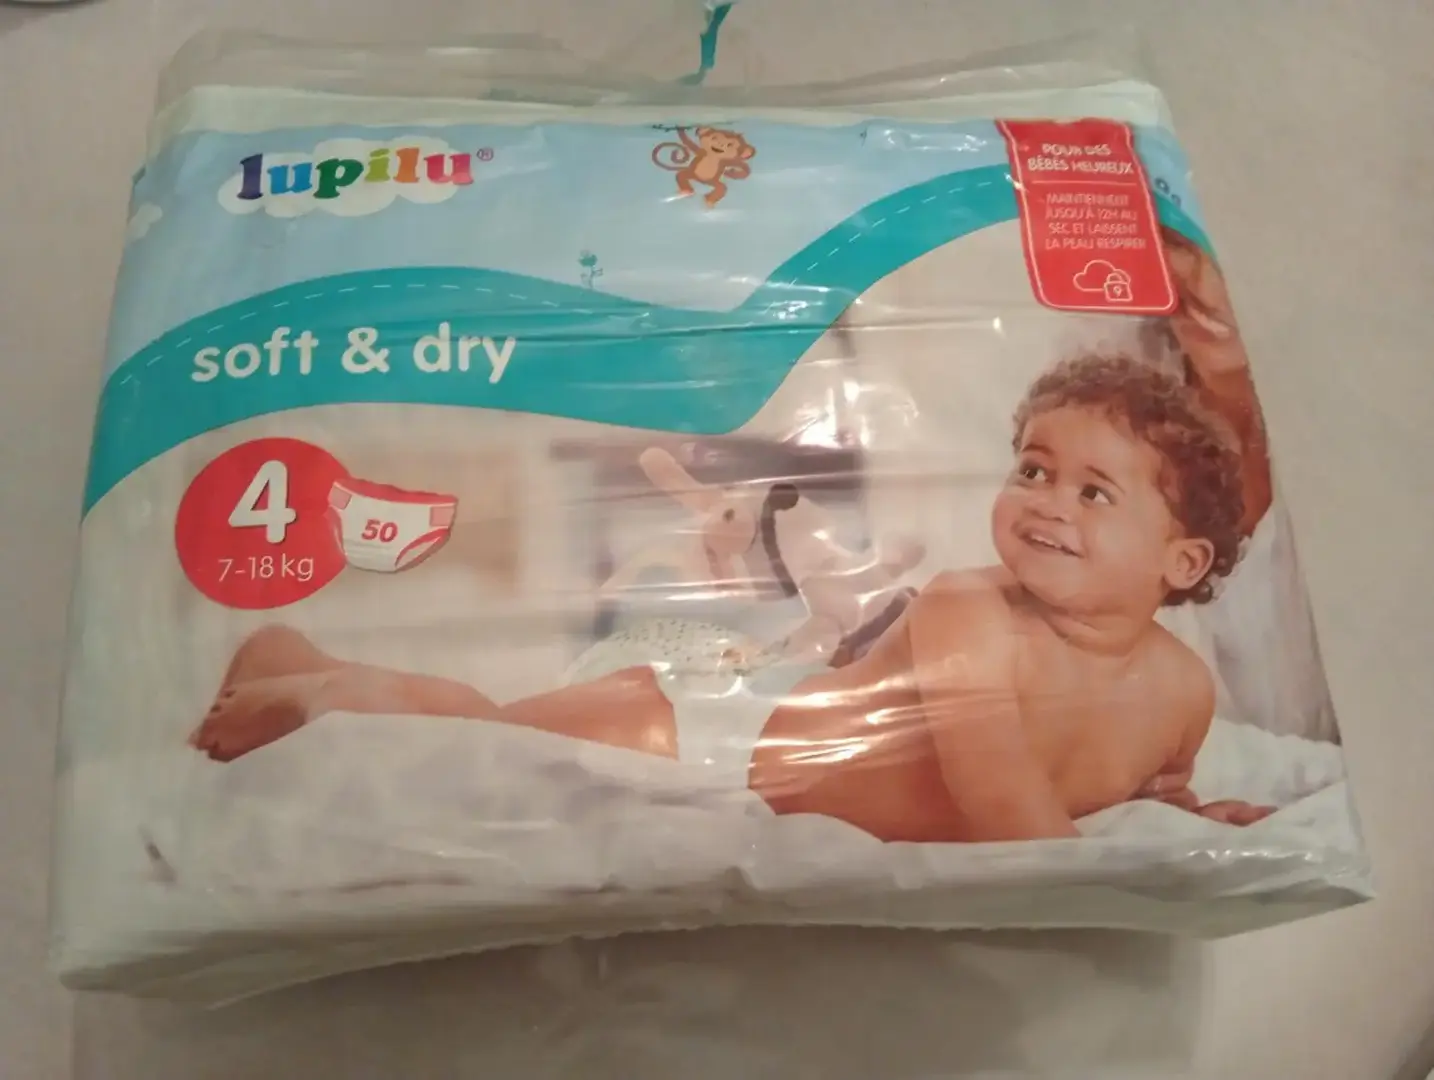 lupilu®
POUR DES
BÉBÉS HEUREUX
MAINTIENNENT
JUSQU'À 12H AU
SEC ET LAISSENT
LA PEAU RESPIRER
soft & dry
4
7-18 kg
50